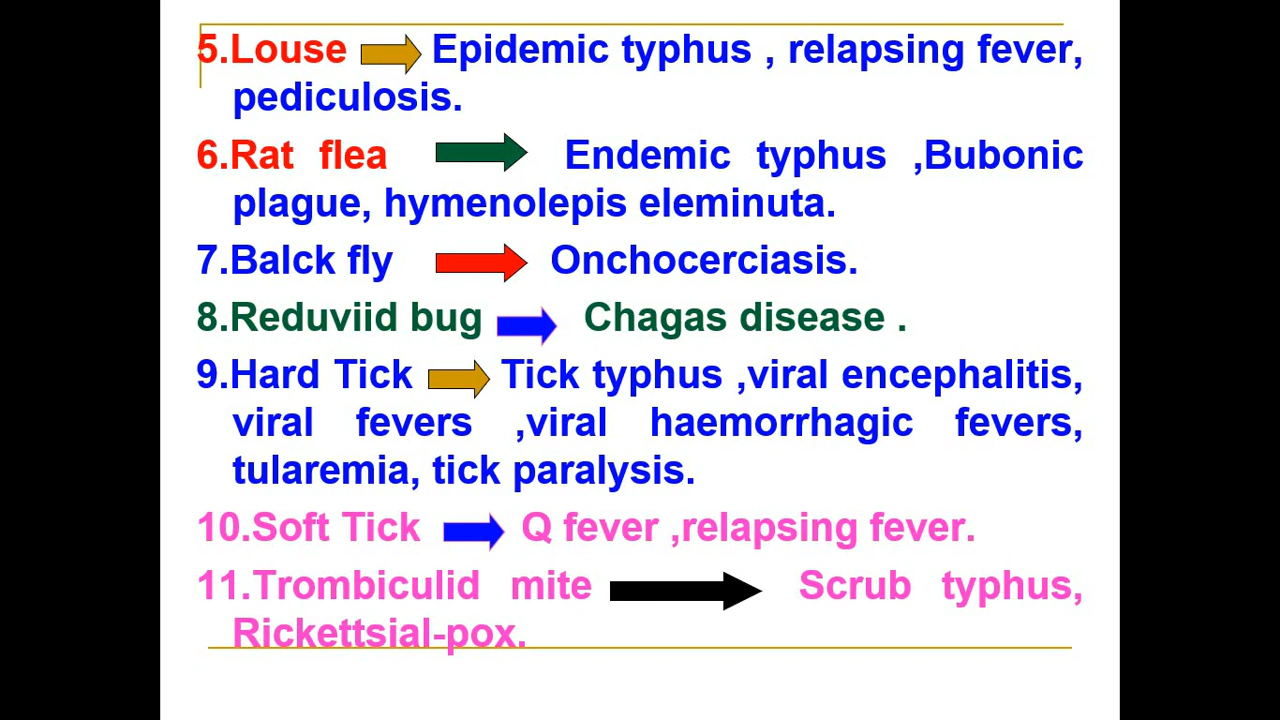 5.Louse Epidemic typhus , relapsing fever,
pediculosis.
6.Rat flea Endemic typhus ,Bubonic
plague, hymenolepis eleminuta.
7.Balck fly Onchocerciasis.
8.Reduviid bug Chagas disease .
9.Hard Tick Tick typhus ,viral encephalitis,
viral fevers ,viral haemorrhagic fevers,
tularemia, tick paralysis.
10.Soft Tick Q fever ,relapsing fever.
11.Trombiculid mite Scrub typhus,
Rickettsial-pox.